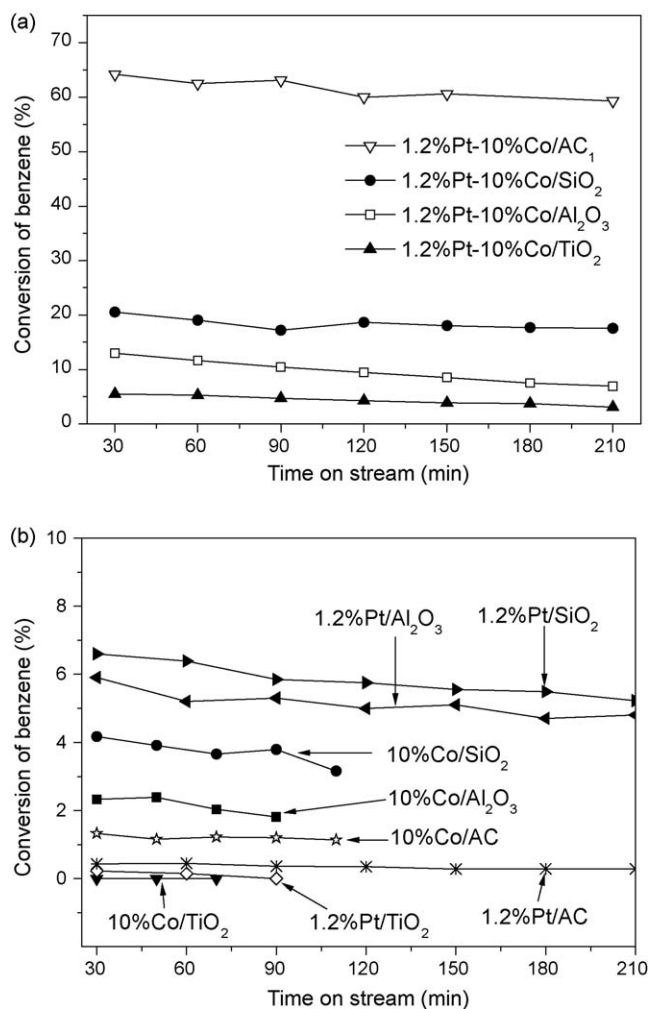 (a)
Conversion of benzene (%)
70
60
50
40
30
20
10
0
1.2%Pt-10%Co/AC₁
1.2%Pt-10%Co/SiO₂
1.2%Pt-10%Co/Al₂O₃
1.2%Pt-10%Co/TiO₂
30 60 90 120 150 180 210
Time on stream (min)
(b)
Conversion of benzene (%)
10
8
6
4
2
0
1.2%Pt/Al₂O₃
1.2%Pt/SiO₂
10%Co/SiO₂
10%Co/Al₂O₃
10%Co/AC
10%Co/TiO₂
1.2%Pt/TiO₂
1.2%Pt/AC
30 60 90 120 150 180 210
Time on stream (min)